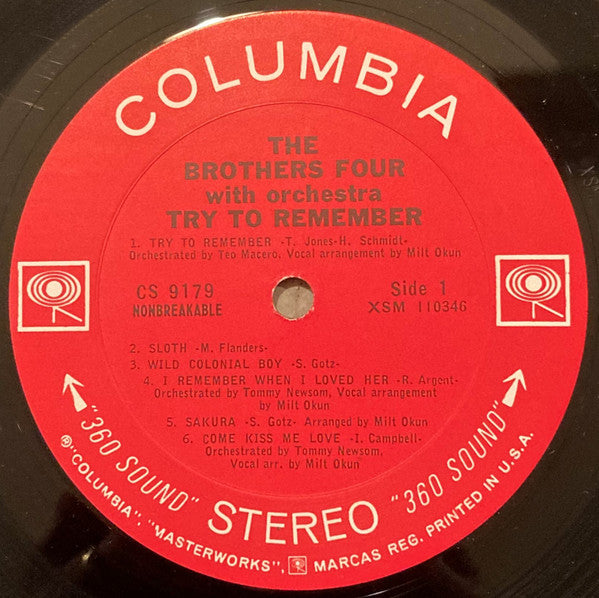 COLUMBIA
THE
BROTHERS FOUR
with orchestra
TRY TO REMEMBER
1. TRY TO REMEMBER -T. Jones-H. Schmidt-
Orchestrated by Teo Macero, Vocal arrangement by Milt Okun
CS 9179
NONBREAKABLE
Side 1
XSM 110346
2. SLOTH -M. Flanders-
3. WILD COLONIAL BOY -S. Gotz-
4. I REMEMBER WHEN I LOVED HER -R. Argent-
Orchestrated by Tommy Newsom, Vocal arrangement
by Milt Okun
5. SAKURA -S. Gotz- Arranged by Milt Okun
6. COME KISS ME LOVE -I. Campbell-
Orchestrated by Tommy Newsom,
Vocal arr. by Milt Okun
"360 SOUND" STEREO "360 SOUND"
℗"COLUMBIA", "MASTERWORKS", MARCAS REG. PRINTED IN U.S.A.